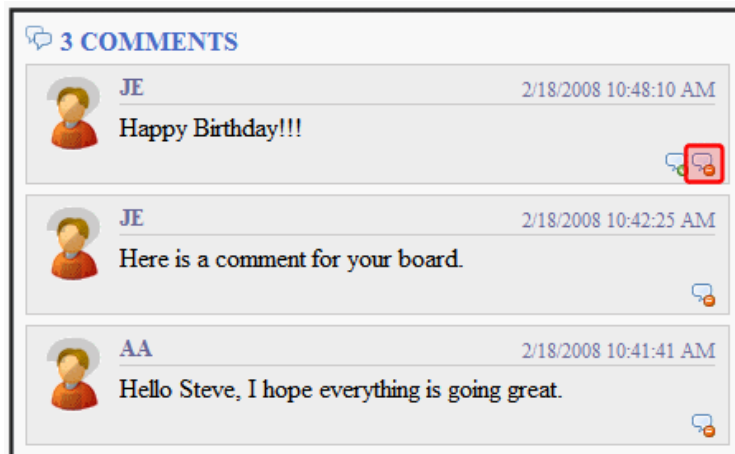 3 COMMENTS
JE 2/18/2008 10:48:10 AM
Happy Birthday!!!
JE 2/18/2008 10:42:25 AM
Here is a comment for your board.
AA 2/18/2008 10:41:41 AM
Hello Steve, I hope everything is going great.